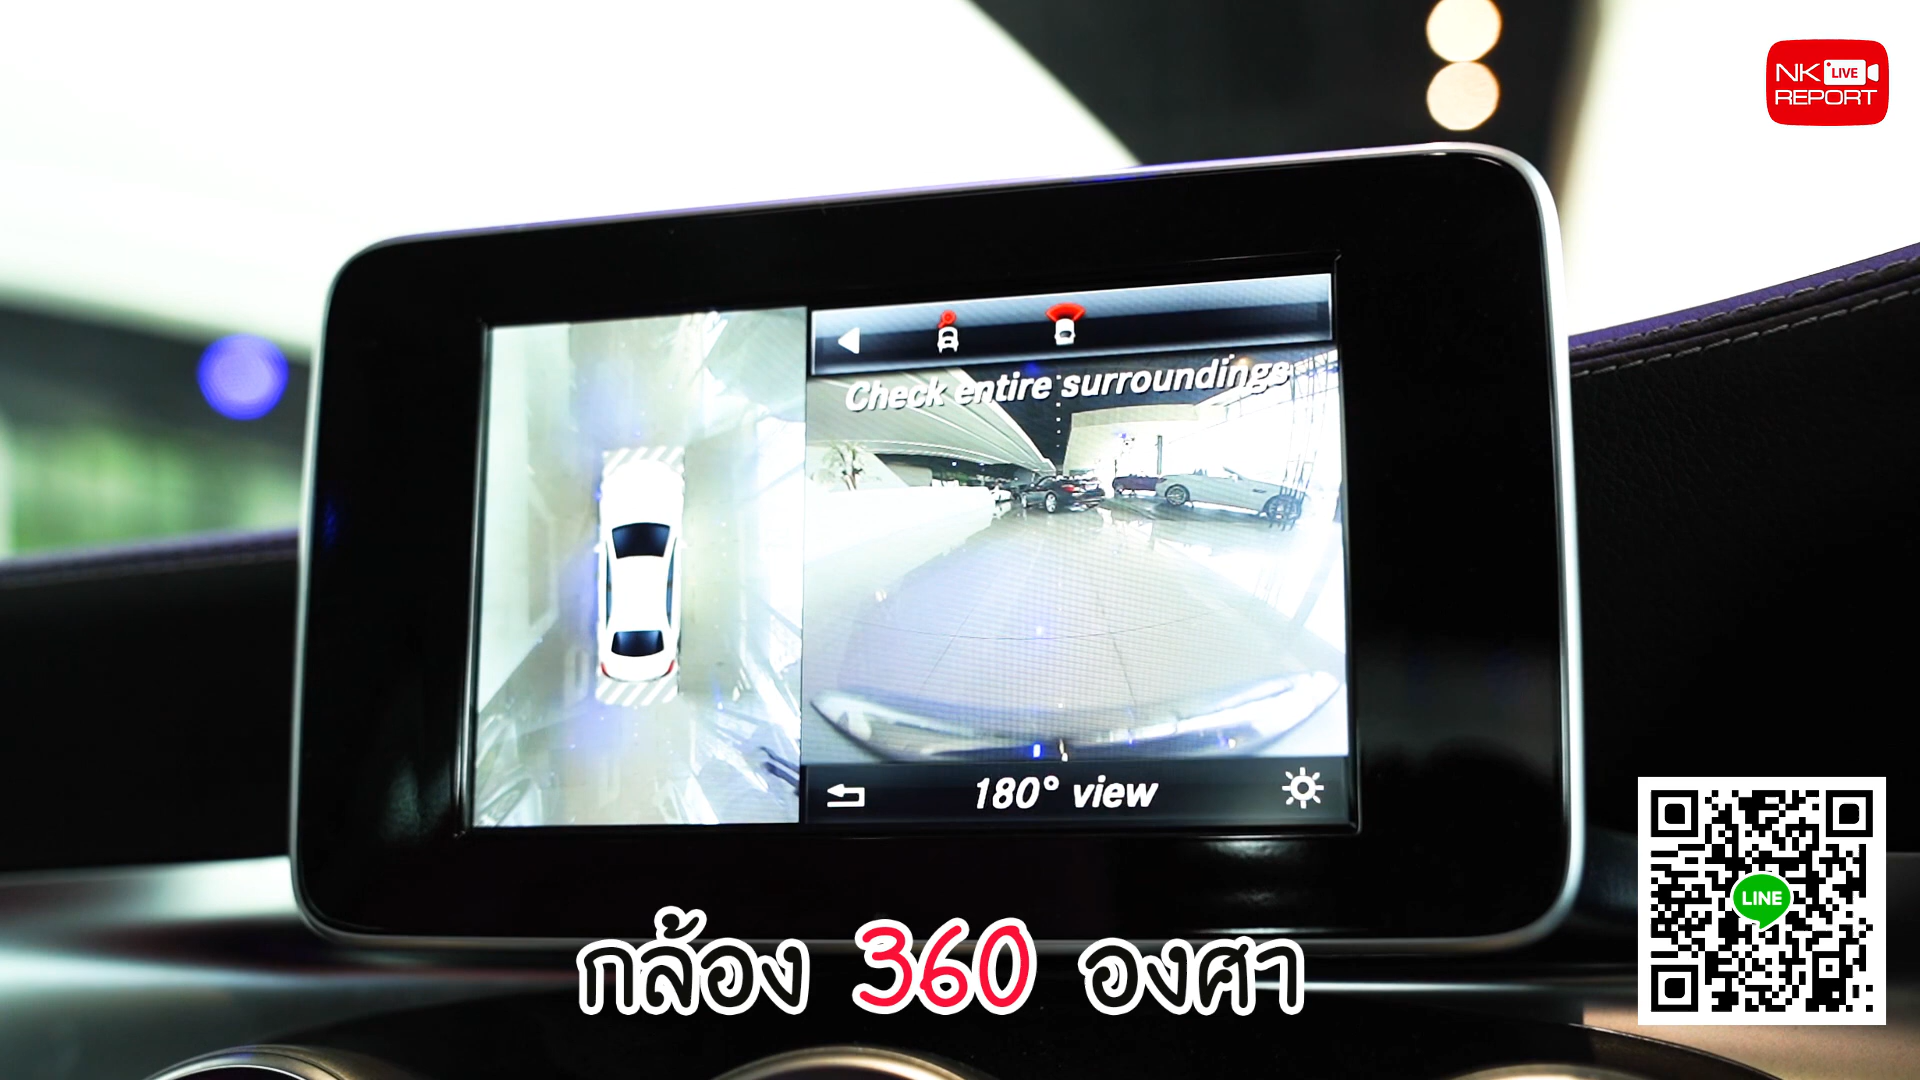 NK LIVE
REPORT
Check entire surroundings
180° view
LINE
กล้อง 360 องศา